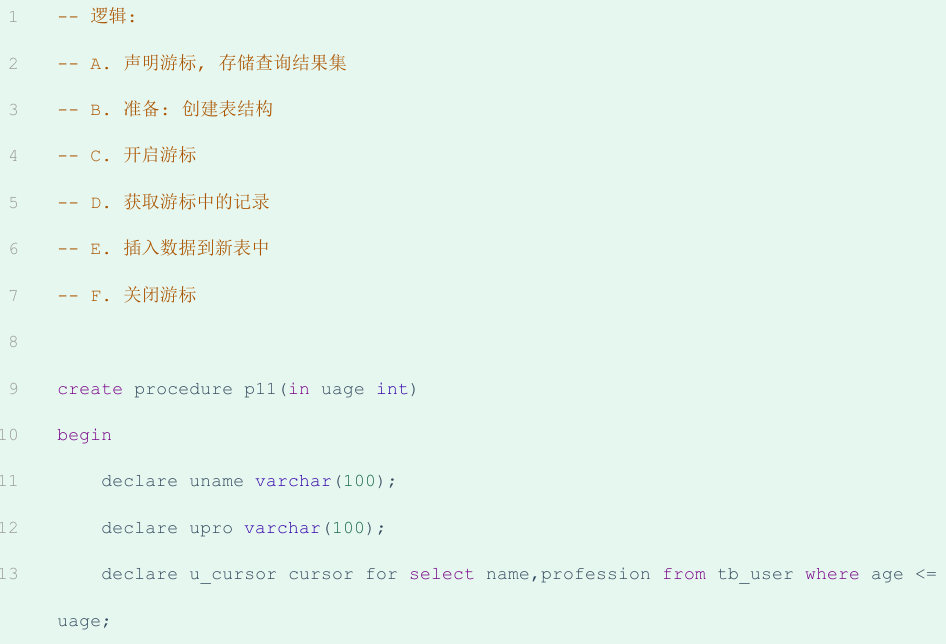 1 -- 逻辑:
2 -- A. 声明游标, 存储查询结果集
3 -- B. 准备: 创建表结构
4 -- C. 开启游标
5 -- D. 获取游标中的记录
6 -- E. 插入数据到新表中
7 -- F. 关闭游标
8
9 create procedure p11(in uage int)
10 begin
11 declare uname varchar(100);
12 declare upro varchar(100);
13 declare u_cursor cursor for select name,profession from tb_user where age <=
uage;